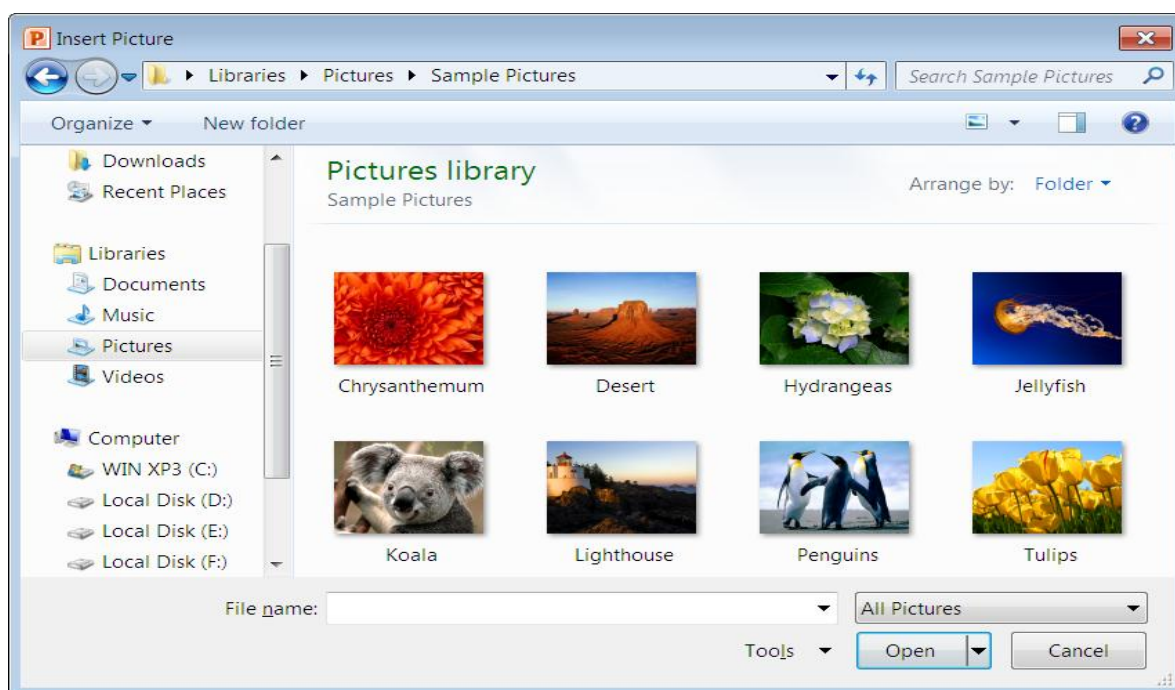 P Insert Picture
Libraries Pictures Sample Pictures Search Sample Pictures
Organize New folder ?
Downloads
Recent Places
Libraries
Documents
Music
Pictures
Videos
Computer
WIN XP3 (C:)
Local Disk (D:)
Local Disk (E:)
Local Disk (F:)
Pictures library
Sample Pictures
Arrange by: Folder
Chrysanthemum Desert Hydrangeas Jellyfish
Koala Lighthouse Penguins Tulips
File name: All Pictures
Tools Open Cancel